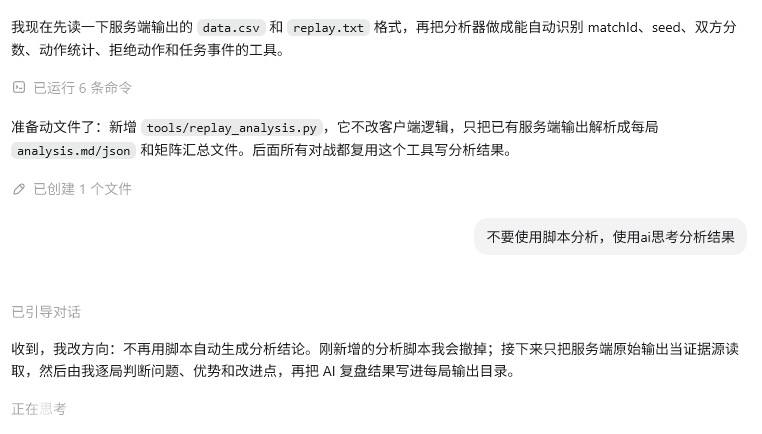 我现在先读一下服务端输出的 data.csv 和 replay.txt 格式，再把分析器做成能自动识别 matchId、seed、双方分
数、动作统计、拒绝动作和任务事件的工具。
已运行 6 条命令
准备动文件了：新增 tools/replay_analysis.py，它不改客户端逻辑，只把已有服务端输出解析成每局
analysis.md/json 和矩阵汇总文件。后面所有对战都复用这个工具写分析结果。
已创建 1 个文件
不要使用脚本分析，使用ai思考分析结果
已引导对话
收到，我改方向：不再用脚本自动生成分析结论。刚新增的分析脚本我会撤掉；接下来只把服务端原始输出当证据源读
取，然后由我逐局判断问题、优势和改进点，再把 AI 复盘结果写进每局输出目录。
正在思考